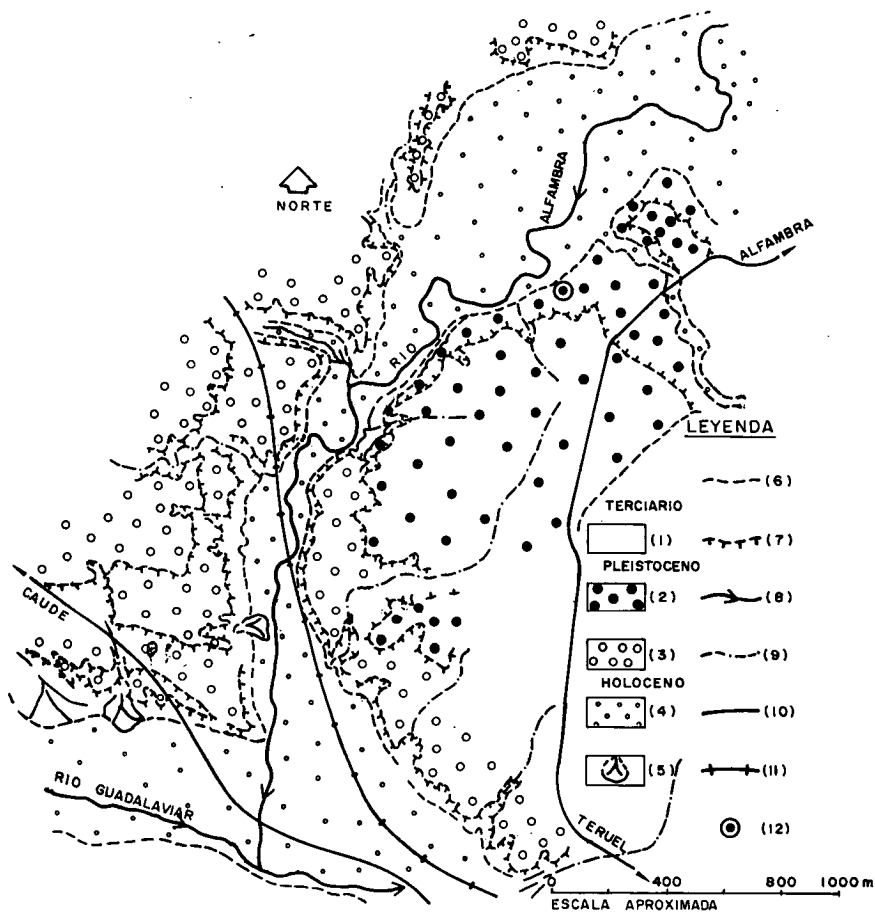 NORTE
ALFAMBRA
RIO
ALFAMBRA
CAUDE
RIO GUADALAVIAR
TERUEL
LEYENDA
(6)
TERCIARIO
(1)
(7)
PLEISTOCENO
(2)
(8)
(3)
(9)
HOLOCENO
(4)
(10)
(5)
(11)
(12)
0 400 800 1000 m
ESCALA APROXIMADA